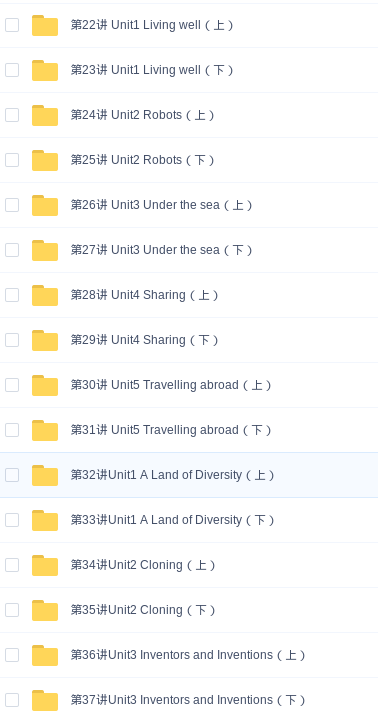 第22讲 Unit1 Living well（上）
第23讲 Unit1 Living well（下）
第24讲 Unit2 Robots（上）
第25讲 Unit2 Robots（下）
第26讲 Unit3 Under the sea（上）
第27讲 Unit3 Under the sea（下）
第28讲 Unit4 Sharing（上）
第29讲 Unit4 Sharing（下）
第30讲 Unit5 Travelling abroad（上）
第31讲 Unit5 Travelling abroad（下）
第32讲Unit1 A Land of Diversity（上）
第33讲Unit1 A Land of Diversity（下）
第34讲Unit2 Cloning（上）
第35讲Unit2 Cloning（下）
第36讲Unit3 Inventors and Inventions（上）
第37讲Unit3 Inventors and Inventions（下）